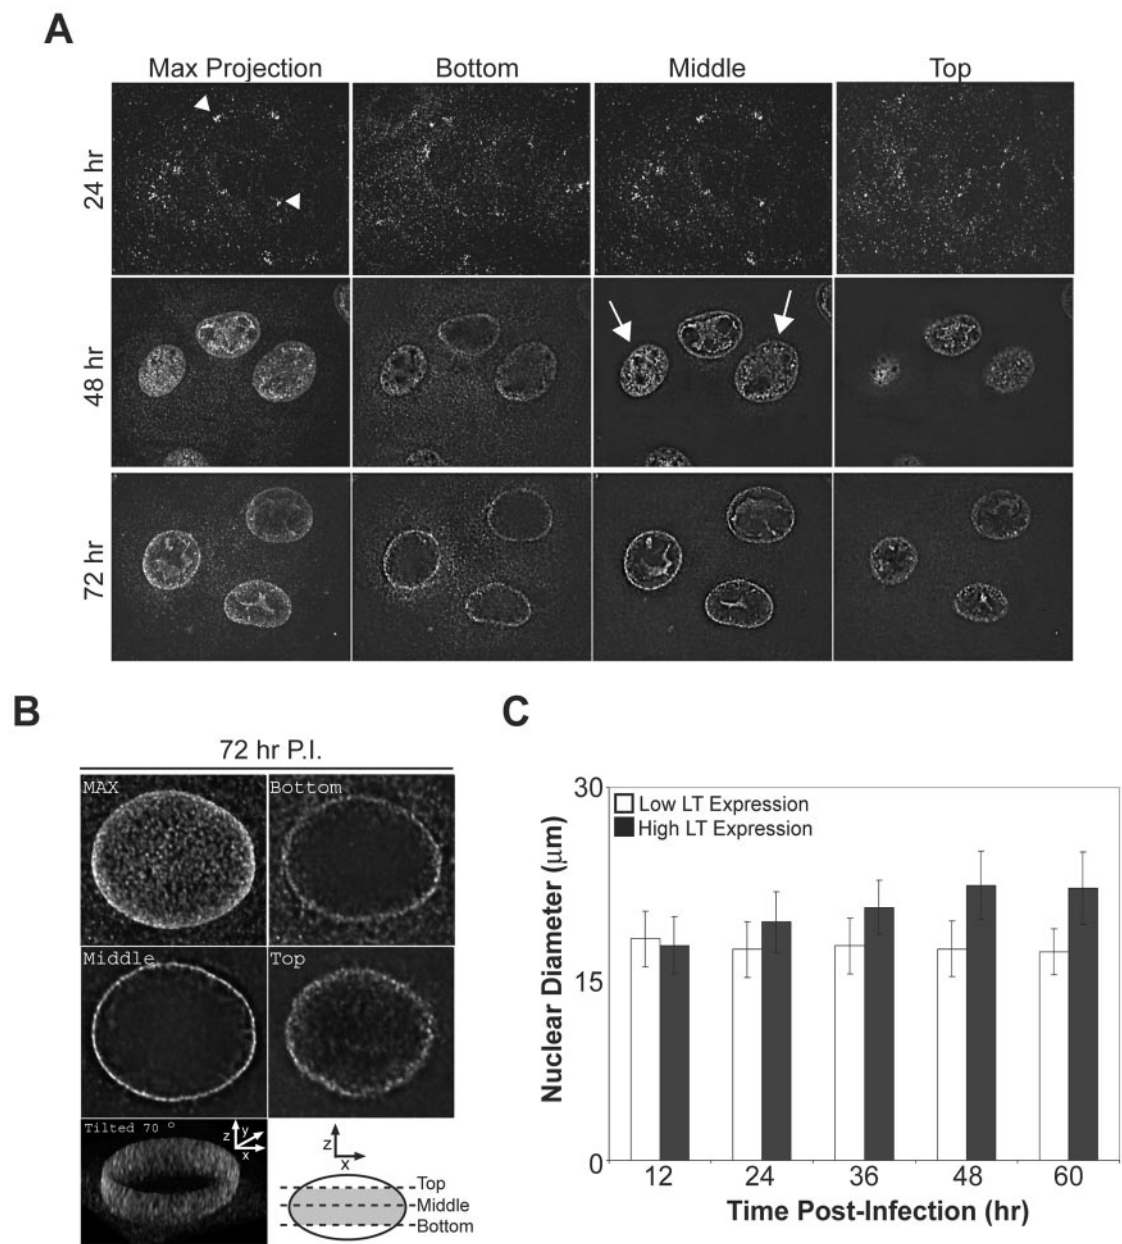 A
Max Projection Bottom Middle Top
24 hr
48 hr
72 hr
B
72 hr P.I.
MAX Bottom
Middle Top
Tilted 70 °
z y x
z
x
Top
Middle
Bottom
C
Nuclear Diameter (μm)
30
15
0
Low LT Expression
High LT Expression
12 24 36 48 60
Time Post-Infection (hr)